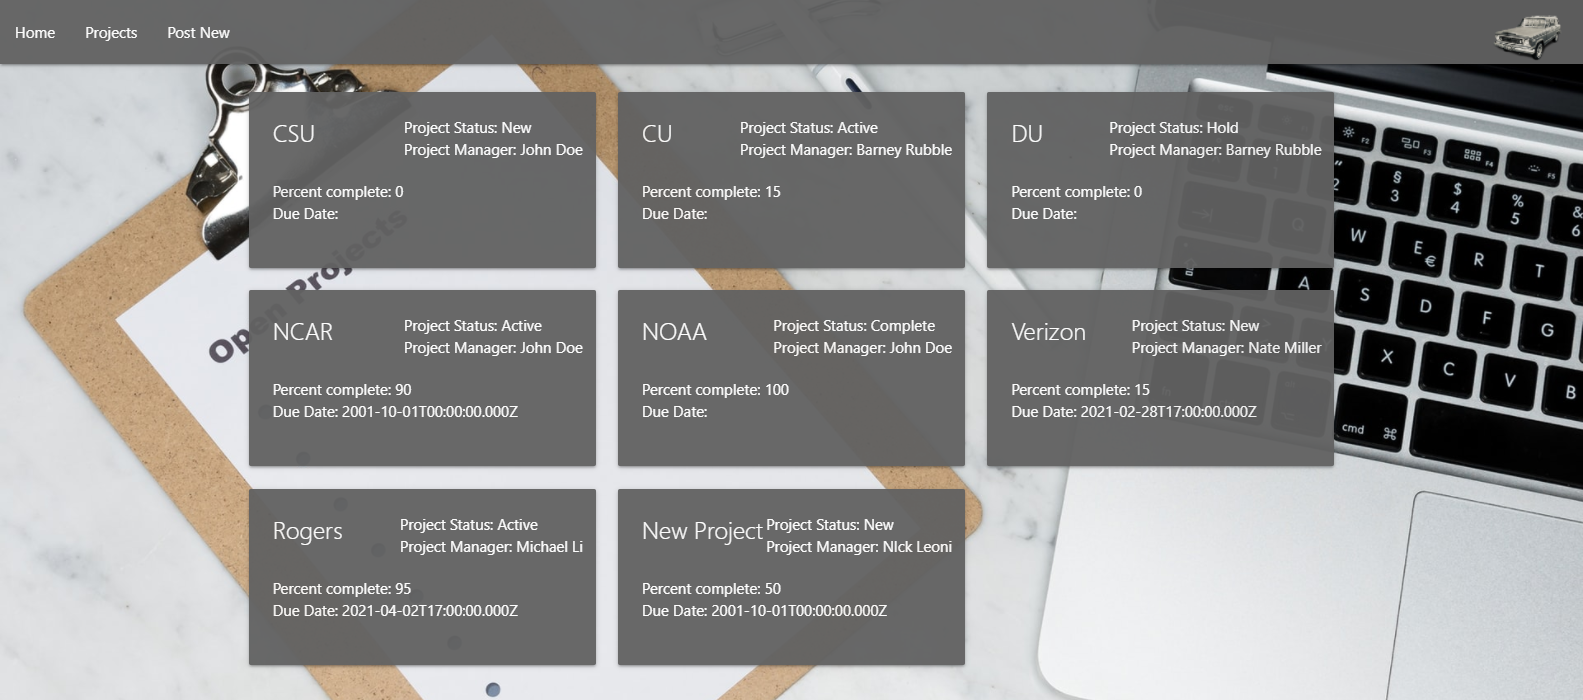 Home Projects Post New
CSU
Project Status: New
Project Manager: John Doe
Percent complete: 0
Due Date:
CU
Project Status: Active
Project Manager: Barney Rubble
Percent complete: 15
Due Date:
DU
Project Status: Hold
Project Manager: Barney Rubble
Percent complete: 0
Due Date:
Open Projects
NCAR
Project Status: Active
Project Manager: John Doe
Percent complete: 90
Due Date: 2001-10-01T00:00:00.000Z
NOAA
Project Status: Complete
Project Manager: John Doe
Percent complete: 100
Due Date:
Verizon
Project Status: New
Project Manager: Nate Miller
Percent complete: 15
Due Date: 2021-02-28T17:00:00.000Z
Rogers
Project Status: Active
Project Manager: Michael Li
Percent complete: 95
Due Date: 2021-04-02T17:00:00.000Z
New Project
Project Status: New
Project Manager: NIck Leoni
Percent complete: 50
Due Date: 2001-10-01T00:00:00.000Z
F2 F3 F4 F5
2 § 3 $ 4 % 5 & 6
W E € R T
A S D F G
X C V B
cmd ⌘